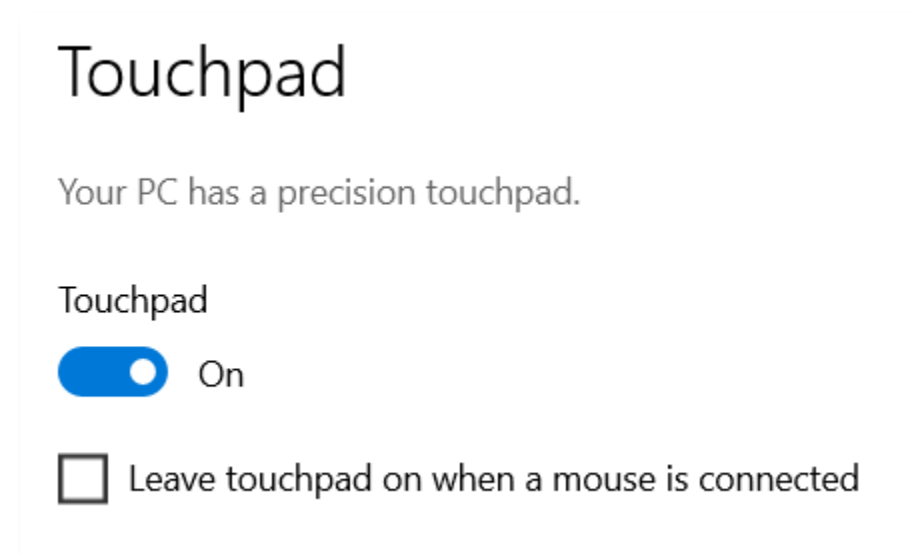 Touchpad
Your PC has a precision touchpad.
Touchpad
On
Leave touchpad on when a mouse is connected